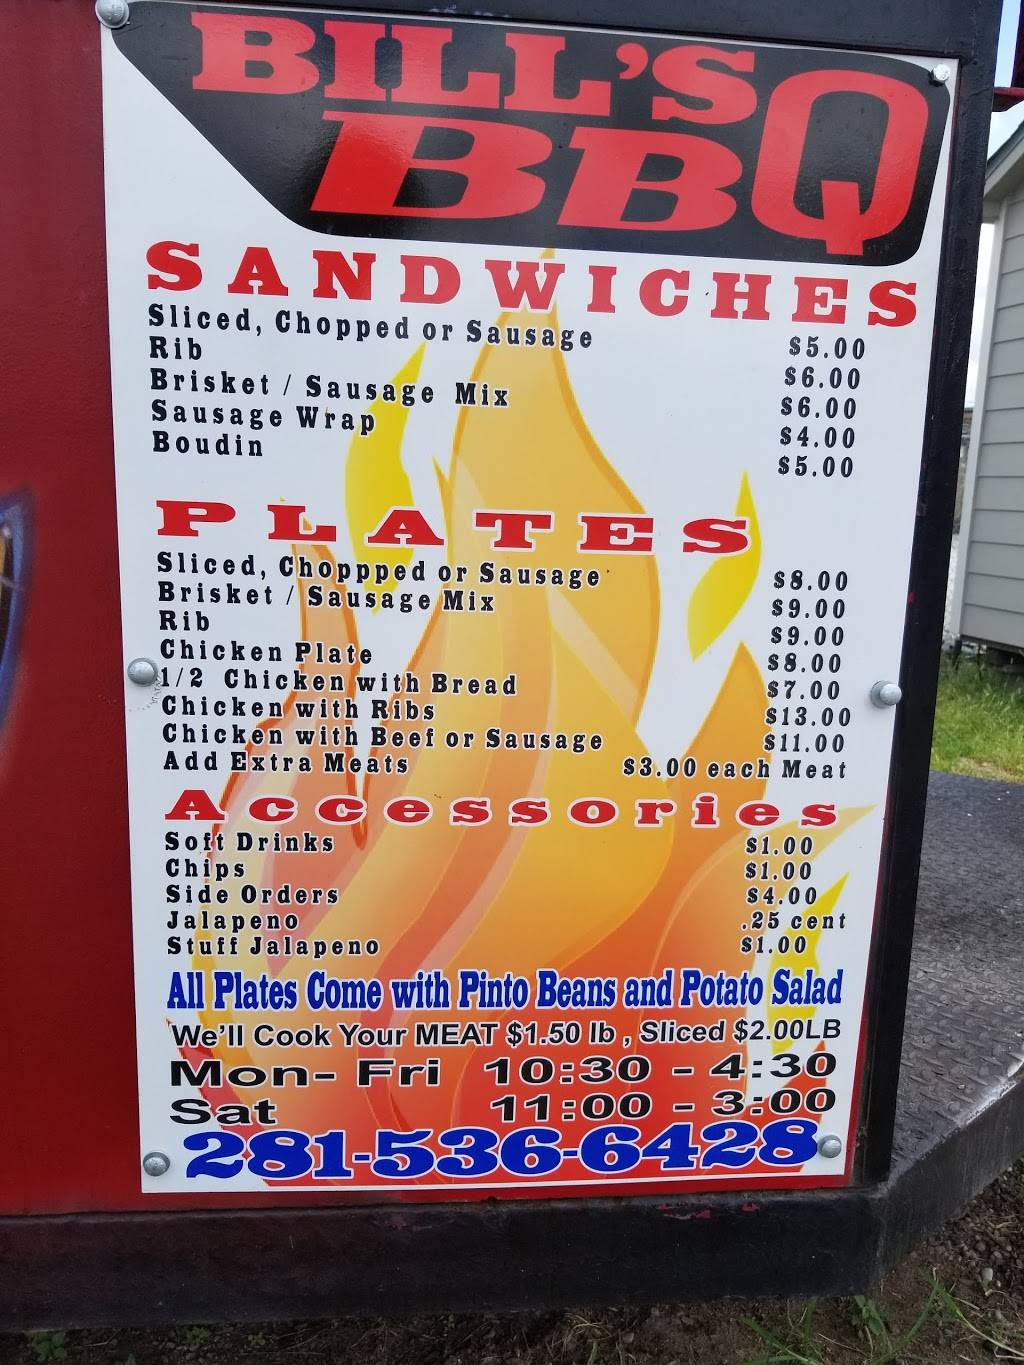 BILL'S
BBQ
SANDWICHES
Sliced, Chopped or Sausage $5.00
Rib $6.00
Brisket / Sausage Mix $6.00
Sausage Wrap $4.00
Boudin $5.00
PLATES
Sliced, Choppped or Sausage $8.00
Brisket / Sausage Mix $9.00
Rib $9.00
Chicken Plate $8.00
1/2 Chicken with Bread $7.00
Chicken with Ribs $13.00
Chicken with Beef or Sausage $11.00
Add Extra Meats $3.00 each Meat
Accessories
Soft Drinks $1.00
Chips $1.00
Side Orders $4.00
Jalapeno .25 cent
Stuff Jalapeno $1.00
All Plates Come with Pinto Beans and Potato Salad
We'll Cook Your MEAT $1.50 lb , Sliced $2.00LB
Mon- Fri 10:30 - 4:30
Sat 11:00 - 3:00
281-536-6428